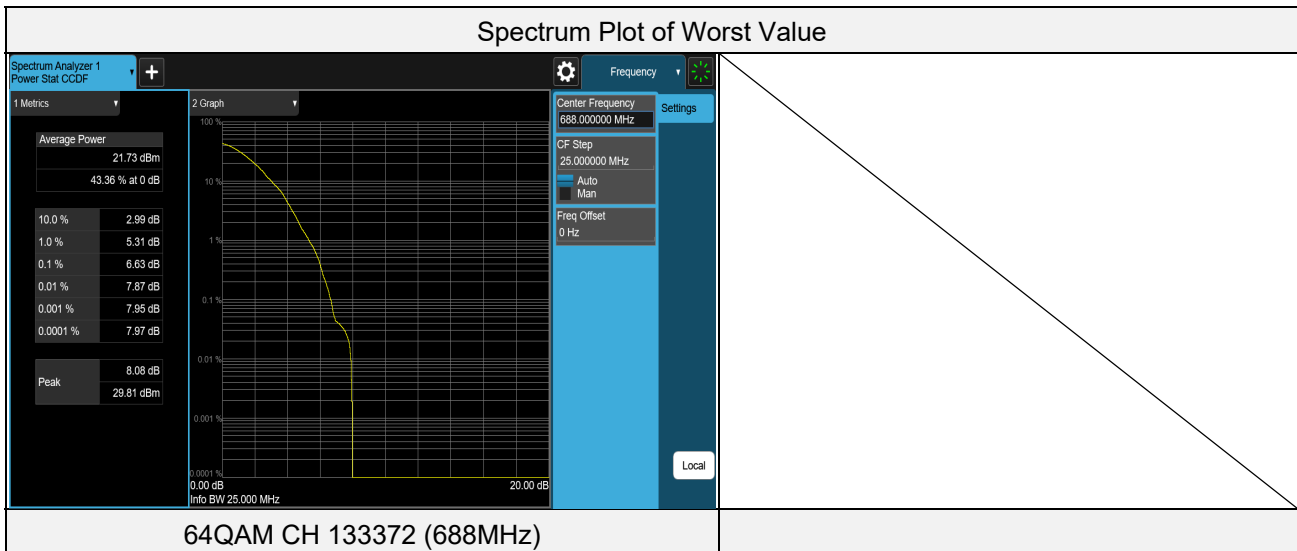 Spectrum Plot of Worst Value
Spectrum Analyzer 1
Power Stat CCDF
+
Frequency
1 Metrics
2 Graph
Average Power
21.73 dBm
43.36 % at 0 dB
10.0 % 2.99 dB
1.0 % 5.31 dB
0.1 % 6.63 dB
0.01 % 7.87 dB
0.001 % 7.95 dB
0.0001 % 7.97 dB
Peak
8.08 dB
29.81 dBm
100 %
10 %
1 %
0.1 %
0.01 %
0.001 %
0.0001 %
0.00 dB
20.00 dB
Info BW 25.000 MHz
Center Frequency
688.000000 MHz
CF Step
25.000000 MHz
Auto
Man
Freq Offset
0 Hz
Settings
Local
64QAM CH 133372 (688MHz)